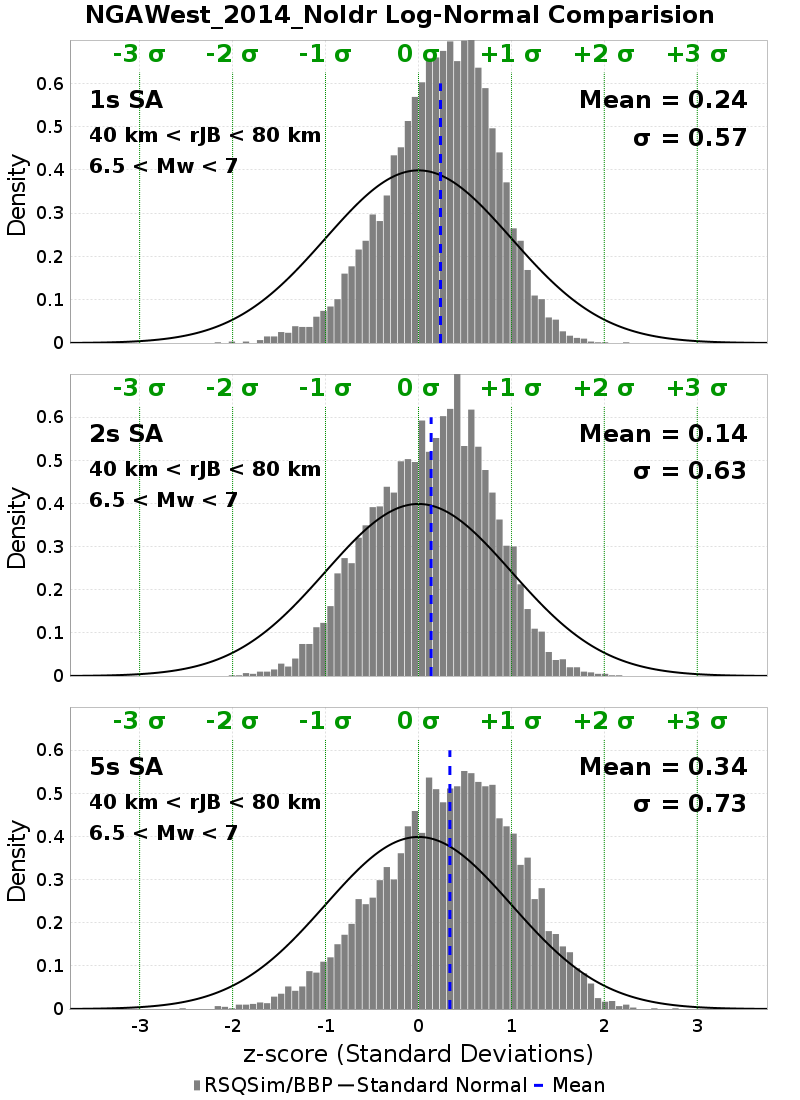 NGAWest_2014_NoIdr Log-Normal Comparision
-3 σ -2 σ -1 σ 0 σ +1 σ +2 σ +3 σ
0.6
1s SA Mean = 0.24
0.5
40 km < rJB < 80 km σ = 0.57
6.5 < Mw < 7
0.4
0.3
0.2
0.1
0
Density
-3 σ -2 σ -1 σ 0 σ +1 σ +2 σ +3 σ
0.6
2s SA Mean = 0.14
0.5
40 km < rJB < 80 km σ = 0.63
6.5 < Mw < 7
0.4
0.3
0.2
0.1
0
Density
-3 σ -2 σ -1 σ 0 σ +1 σ +2 σ +3 σ
0.6
5s SA Mean = 0.34
0.5
40 km < rJB < 80 km σ = 0.73
6.5 < Mw < 7
0.4
0.3
0.2
0.1
0
Density
-3 -2 -1 0 1 2 3
z-score (Standard Deviations)
RSQSim/BBP Standard Normal Mean